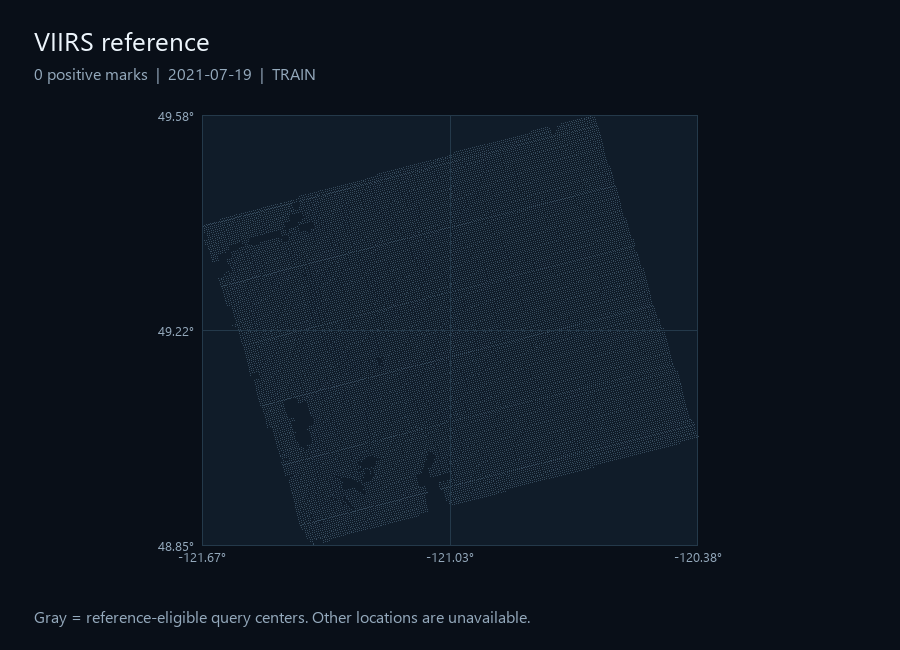 VIIRS reference
0 positive marks | 2021-07-19 | TRAIN
49.58°
49.22°
48.85°
-121.67°
-121.03°
-120.38°
Gray = reference-eligible query centers. Other locations are unavailable.